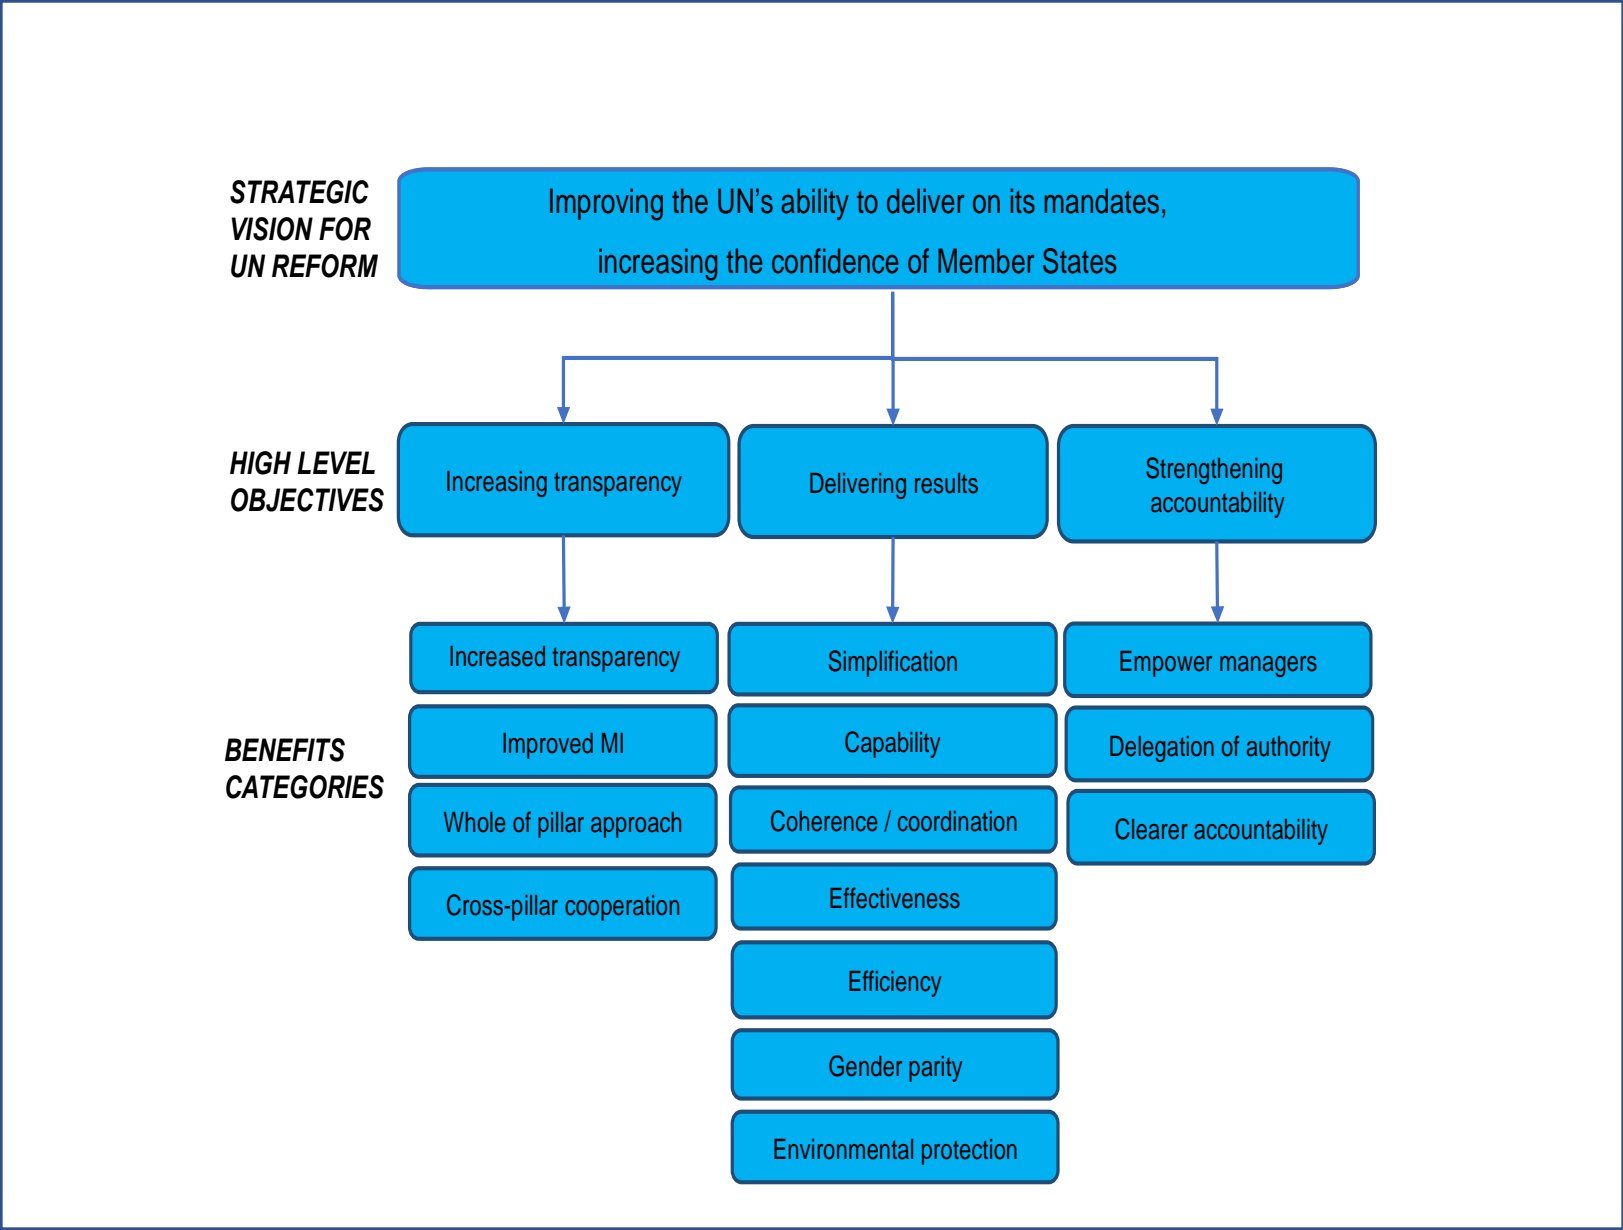 STRATEGIC
VISION FOR
UN REFORM
Improving the UN’s ability to deliver on its mandates,
increasing the confidence of Member States
HIGH LEVEL
OBJECTIVES
Increasing transparency
Delivering results
Strengthening
accountability
BENEFITS
CATEGORIES
Increased transparency
Improved MI
Whole of pillar approach
Cross-pillar cooperation
Simplification
Capability
Coherence / coordination
Effectiveness
Efficiency
Gender parity
Environmental protection
Empower managers
Delegation of authority
Clearer accountability